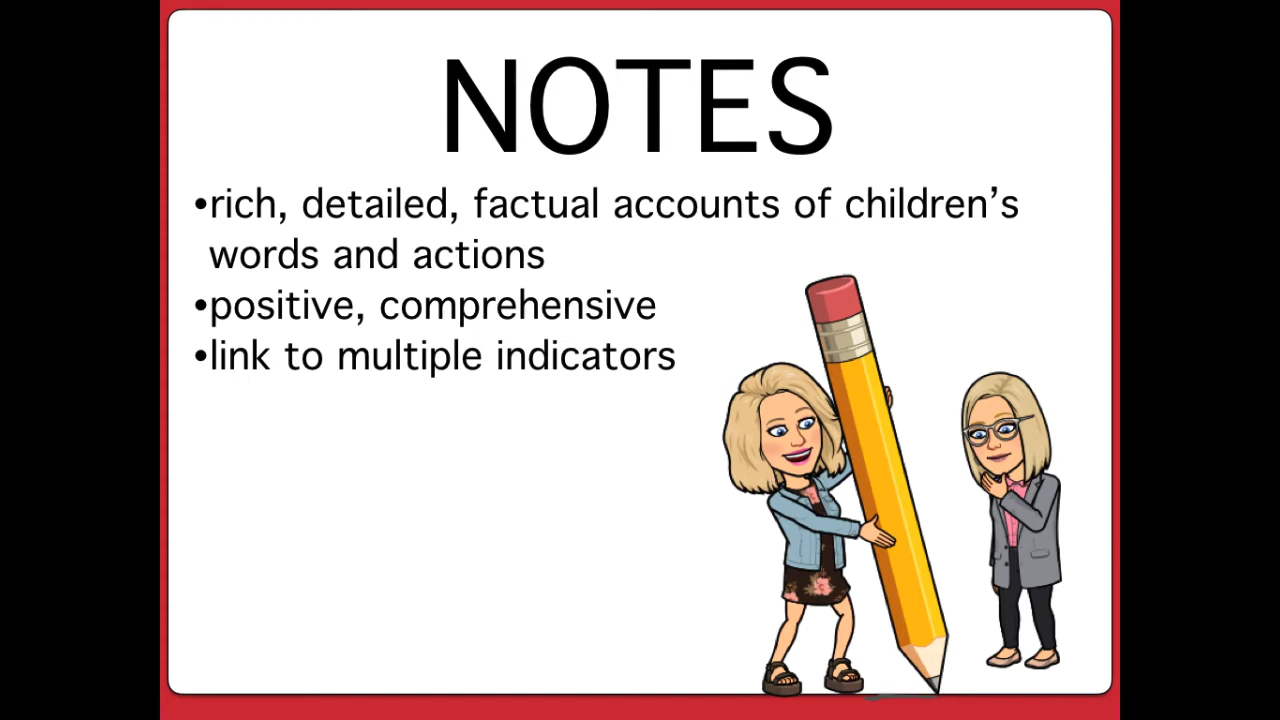 NOTES
•rich, detailed, factual accounts of children’s
words and actions
•positive, comprehensive
•link to multiple indicators